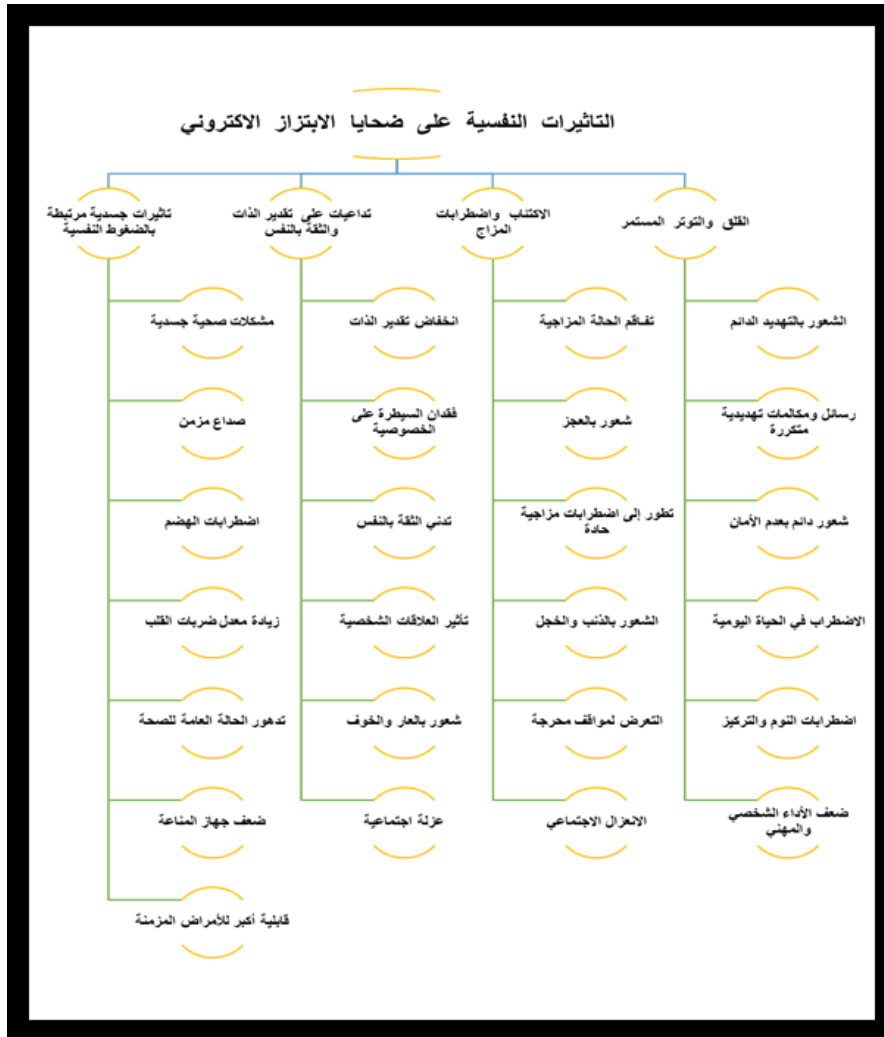 التاثيرات النفسية على ضحايا الابتزاز الاكتروني
القلق والتوتر المستمر
الشعور بالتهديد الدائم
رسائل ومكالمات تهديدية
متكررة
شعور دائم بعدم الأمان
الاضطراب في الحياة اليومية
اضطرابات النوم والتركيز
ضعف الأداء الشخصي
والمهني
الاكتئاب واضطرابات
المزاج
تفاقم الحالة المزاجية
شعور بالعجز
تطور إلى اضطرابات مزاجية
حادة
الشعور بالذنب والخجل
التعرض لمواقف محرجة
الانعزال الاجتماعي
تداعيات على تقدير الذات
والثقة بالنفس
انخفاض تقدير الذات
فقدان السيطرة على
الخصوصية
تدني الثقة بالنفس
تأثير العلاقات الشخصية
شعور بالعار والخوف
عزلة اجتماعية
تاثيرات جسدية مرتبطة
بالضغوط النفسية
مشكلات صحية جسدية
صداع مزمن
اضطرابات الهضم
زيادة معدل ضربات القلب
تدهور الحالة العامة للصحة
ضعف جهاز المناعة
قابلية أكبر للأمراض المزمنة